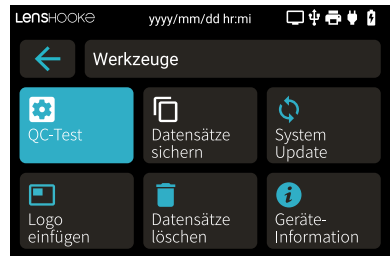 LENSHOOKE yyyy/mm/dd hr:mi
Werkzeuge
QC-Test
Datensätze
sichern
System
Update
Logo
einfügen
Datensätze
löschen
Geräte-
Information